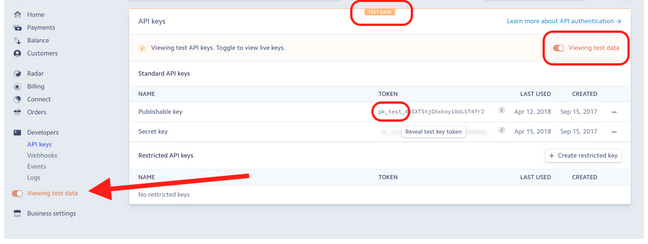 Home
Payments
Balance
Customers
Radar
Billing
Connect
Orders
Developers
API keys
Webhooks
Events
Logs
Viewing test data
Business settings
TEST DATA
API keys
Learn more about API authentication →
Viewing test API keys. Toggle to view live keys.
Viewing test data
Standard API keys
NAME TOKEN LAST USED CREATED
Publishable key pk_test_ Apr 12, 2018 Sep 15, 2017
Secret key Apr 15, 2018 Sep 15, 2017
Reveal test key token
Restricted API keys
+ Create restricted key
NAME TOKEN LAST USED CREATED
No restricted keys